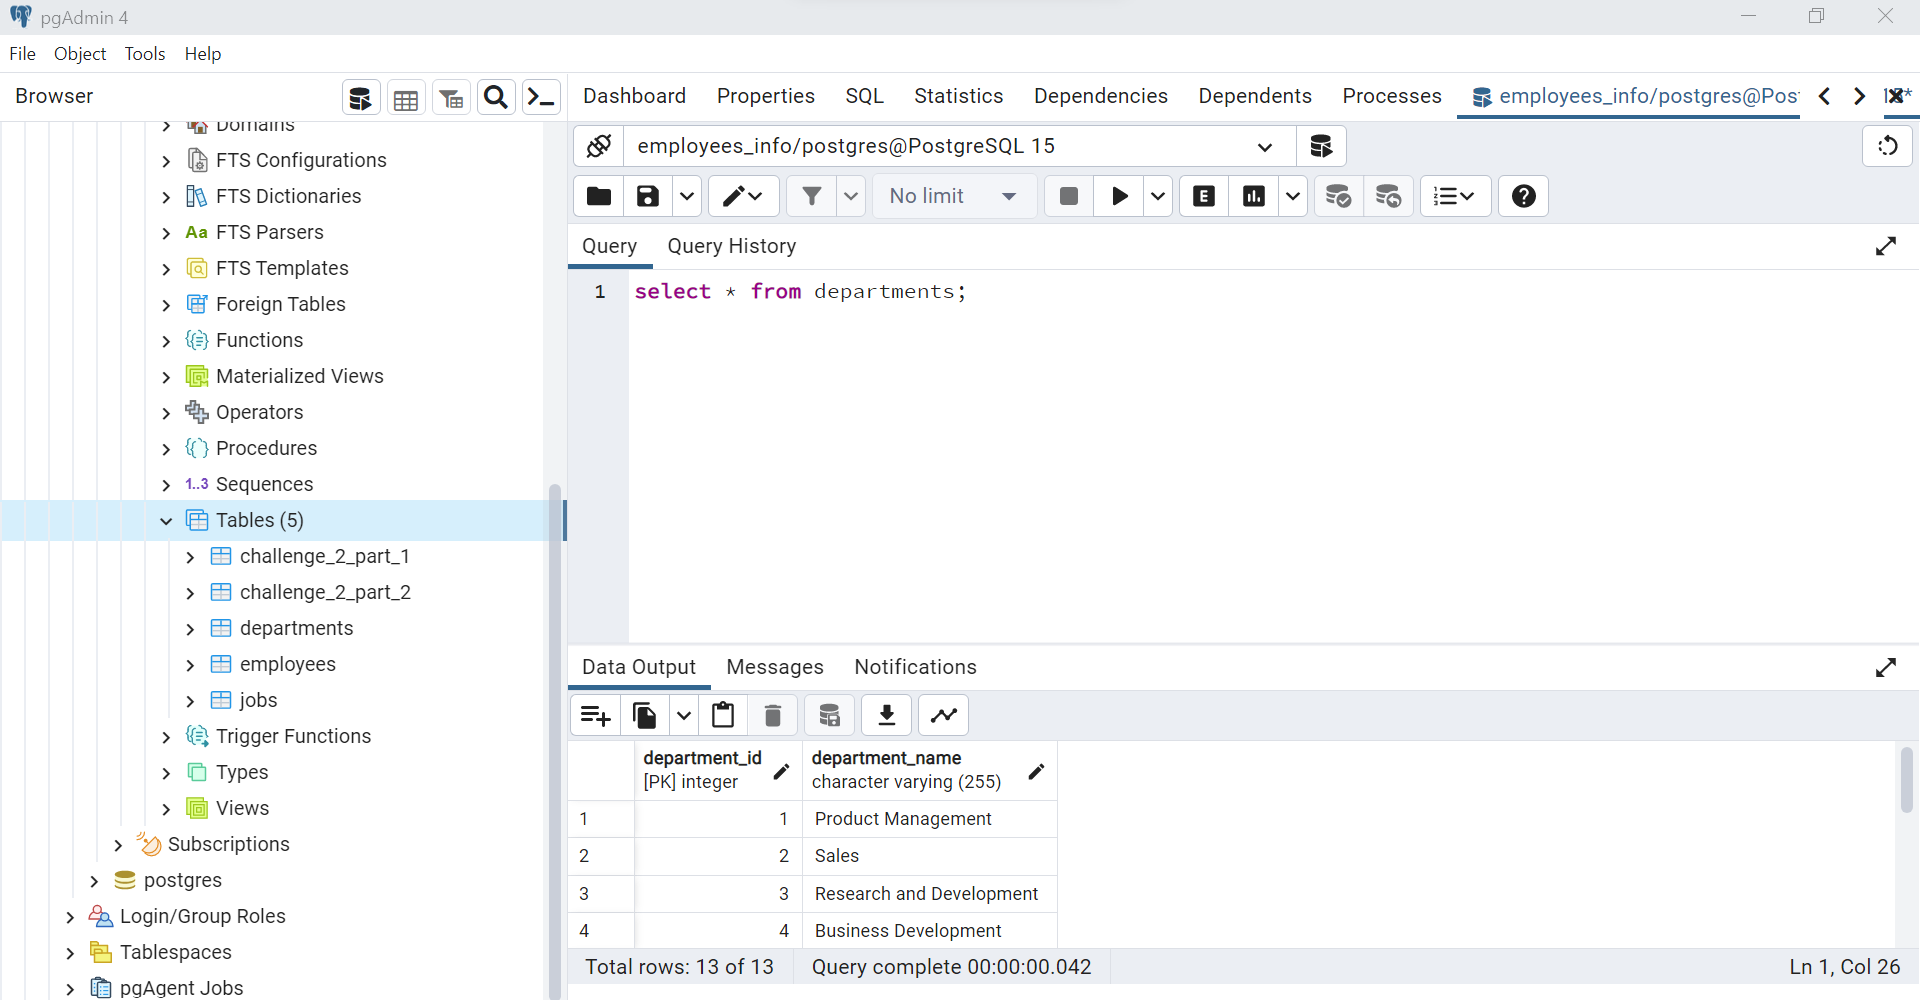 pgAdmin 4
File Object Tools Help
Browser
Dashboard Properties SQL Statistics Dependencies Dependents Processes employees_info/postgres@Pos
Domains
FTS Configurations
FTS Dictionaries
Aa FTS Parsers
FTS Templates
Foreign Tables
Functions
Materialized Views
Operators
Procedures
1..3 Sequences
Tables (5)
challenge_2_part_1
challenge_2_part_2
departments
employees
jobs
Trigger Functions
Types
Views
Subscriptions
postgres
Login/Group Roles
Tablespaces
pgAgent Jobs
employees_info/postgres@PostgreSQL 15
No limit
E
Query Query History
1 select * from departments;
Data Output Messages Notifications
department_id department_name
[PK] integer character varying (255)
1 1 Product Management
2 2 Sales
3 3 Research and Development
4 4 Business Development
Total rows: 13 of 13 Query complete 00:00:00.042 Ln 1, Col 26